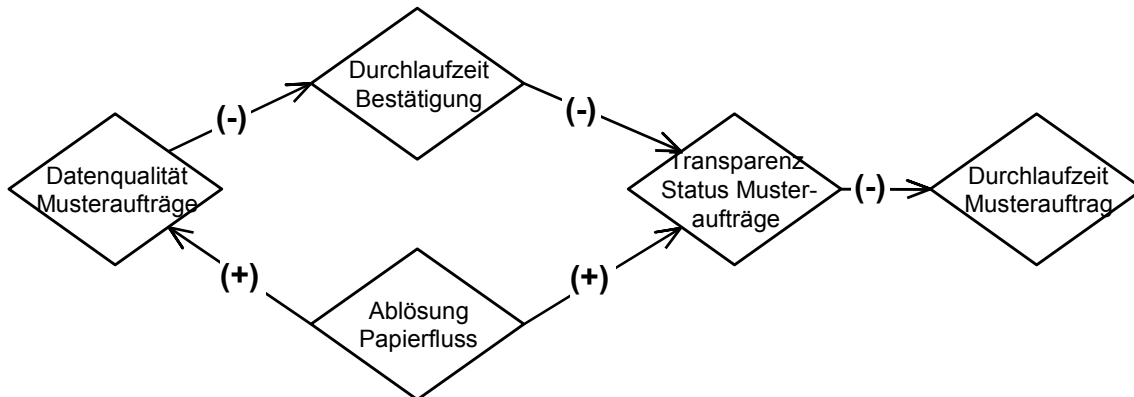 Durchlaufzeit
Bestätigung
(-)
(-)
Datenqualität
Musteraufträge
Transparenz
Status Muster-
aufträge
(-)
Durchlaufzeit
Musterauftrag
(+)
(+)
Ablösung
Papierfluss